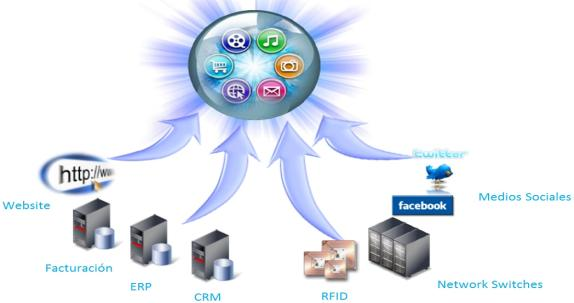 twitter
http://ww
facebook
Medios Sociales
Website
Facturación
ERP
CRM
RFID
Network Switches